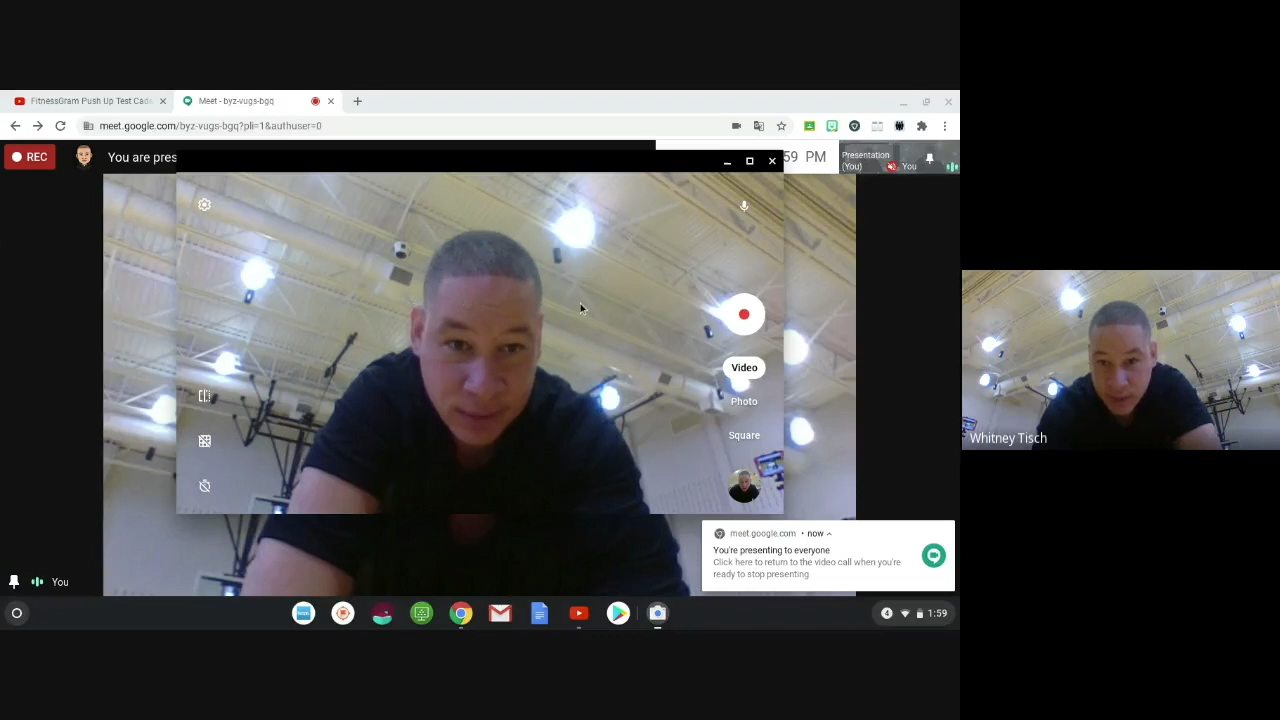 FitnessGram Push Up Test Cade
Meet - byz-vugs-bgq
meet.google.com/byz-vugs-bgq?pli=1&authuser=0
REC
You are pres
59 PM
Presentation
(You)
You
Video
Photo
Square
Whitney Tisch
meet.google.com • now
You're presenting to everyone
Click here to return to the video call when you're
ready to stop presenting
You
4
1:59